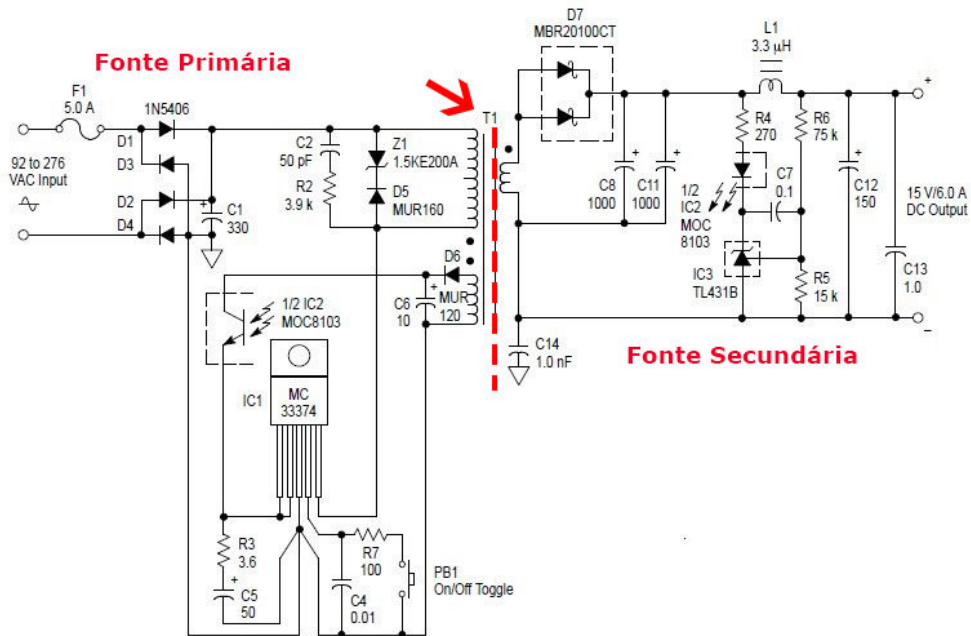 Fonte Primária
F1
5.0 A
1N5406
D1
D3
92 to 276
VAC Input
D2
D4
C1
330
+
C2
50 pF
R2
3.9 k
Z1
1.5KE200A
D5
MUR160
T1
D6
MUR
120
C6
10
+
1/2 IC2
MOC8103
IC1
MC
33374
R3
3.6
C5
50
+
C4
0.01
R7
100
PB1
On/Off Toggle
D7
MBR20100CT
L1
3.3 µH
C8
1000
+
C11
1000
+
R4
270
R6
75 k
1/2
IC2
MOC
8103
C7
0.1
IC3
TL431B
R5
15 k
C12
150
+
C13
1.0
+
15 V/6.0 A
DC Output
–
C14
1.0 nF
Fonte Secundária